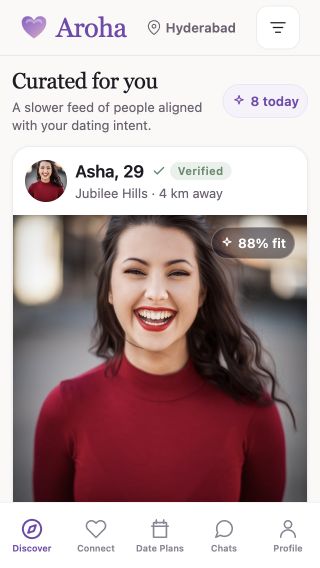 Aroha
Hyderabad
Curated for you
A slower feed of people aligned
with your dating intent.
8 today
Asha, 29
Verified
Jubilee Hills · 4 km away
88% fit
Discover
Connect
Date Plans
Chats
Profile